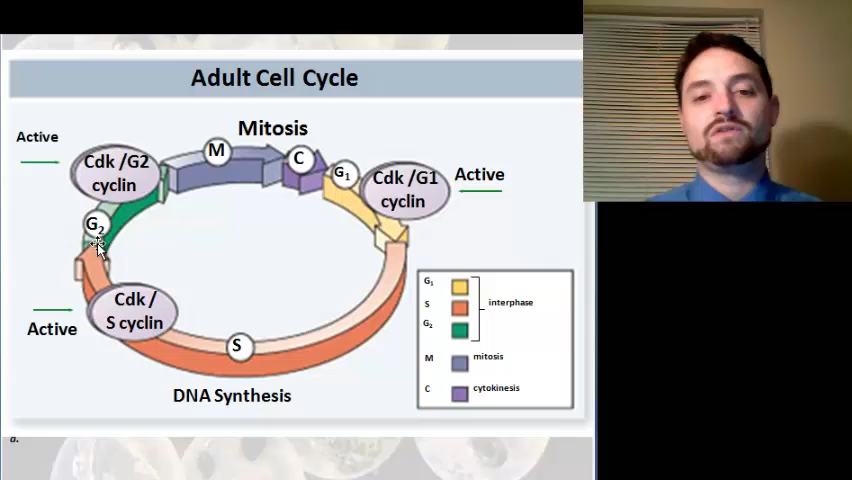 Adult Cell Cycle
Mitosis
Active
Cdk /G2
cyclin
M
C
G₁
Cdk /G1
cyclin
Active
G₂
Cdk /
S cyclin
Active
S
DNA Synthesis
G₁
S
G₂
interphase
M
mitosis
C
cytokinesis
a.